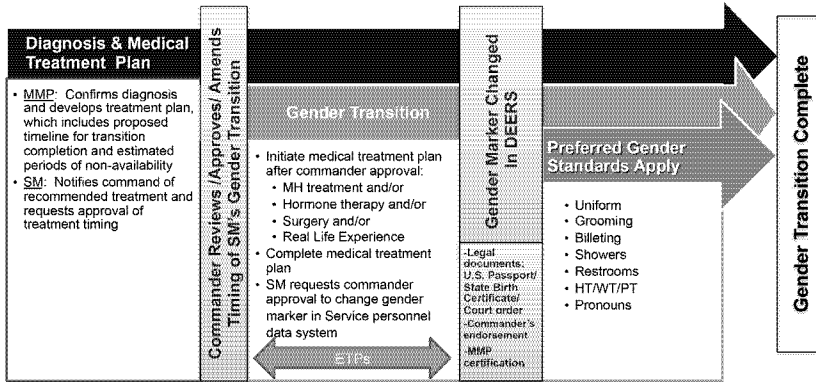 Diagnosis & Medical
Treatment Plan
• MMP: Confirms diagnosis
and develops treatment plan,
which includes proposed
timeline for transition
completion and estimated
periods of non-availability
• SM: Notifies command of
recommended treatment and
requests approval of
treatment timing
Commander Reviews /Approves/ Amends
Timing of SM's Gender Transition
Gender Transition
• Initiate medical treatment plan
after commander approval:
• MH treatment and/or
• Hormone therapy and/or
• Surgery and/or
• Real Life Experience
• Complete medical treatment
plan
• SM requests commander
approval to change gender
marker in Service personnel
data system
ETPs
Gender Marker Changed
In DEERS
-Legal
documents:
U.S. Passport/
State Birth
Certificate/
Court order
-Commander's
endorsement
-MMP
certification
Preferred Gender
Standards Apply
• Uniform
• Grooming
• Billeting
• Showers
• Restrooms
• HT/WT/PT
• Pronouns
Gender Transition Complete